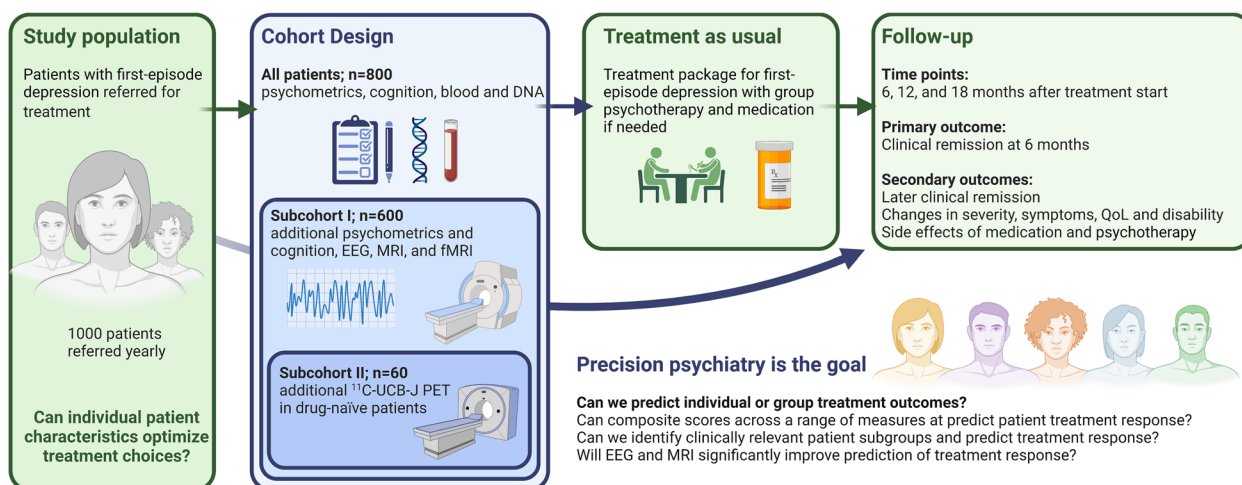 Study population
Patients with first-episode
depression referred for
treatment
1000 patients
referred yearly
Can individual patient
characteristics optimize
treatment choices?
Cohort Design
All patients; n=800
psychometrics, cognition, blood and DNA
Subcohort I; n=600
additional psychometrics and
cognition, EEG, MRI, and fMRI
Subcohort II; n=60
additional ¹¹C-UCB-J PET
in drug-naïve patients
Treatment as usual
Treatment package for first-
episode depression with group
psychotherapy and medication
if needed
Rx
Follow-up
Time points:
6, 12, and 18 months after treatment start
Primary outcome:
Clinical remission at 6 months
Secondary outcomes:
Later clinical remission
Changes in severity, symptoms, QoL and disability
Side effects of medication and psychotherapy
Precision psychiatry is the goal
Can we predict individual or group treatment outcomes?
Can composite scores across a range of measures at predict patient treatment response?
Can we identify clinically relevant patient subgroups and predict treatment response?
Will EEG and MRI significantly improve prediction of treatment response?